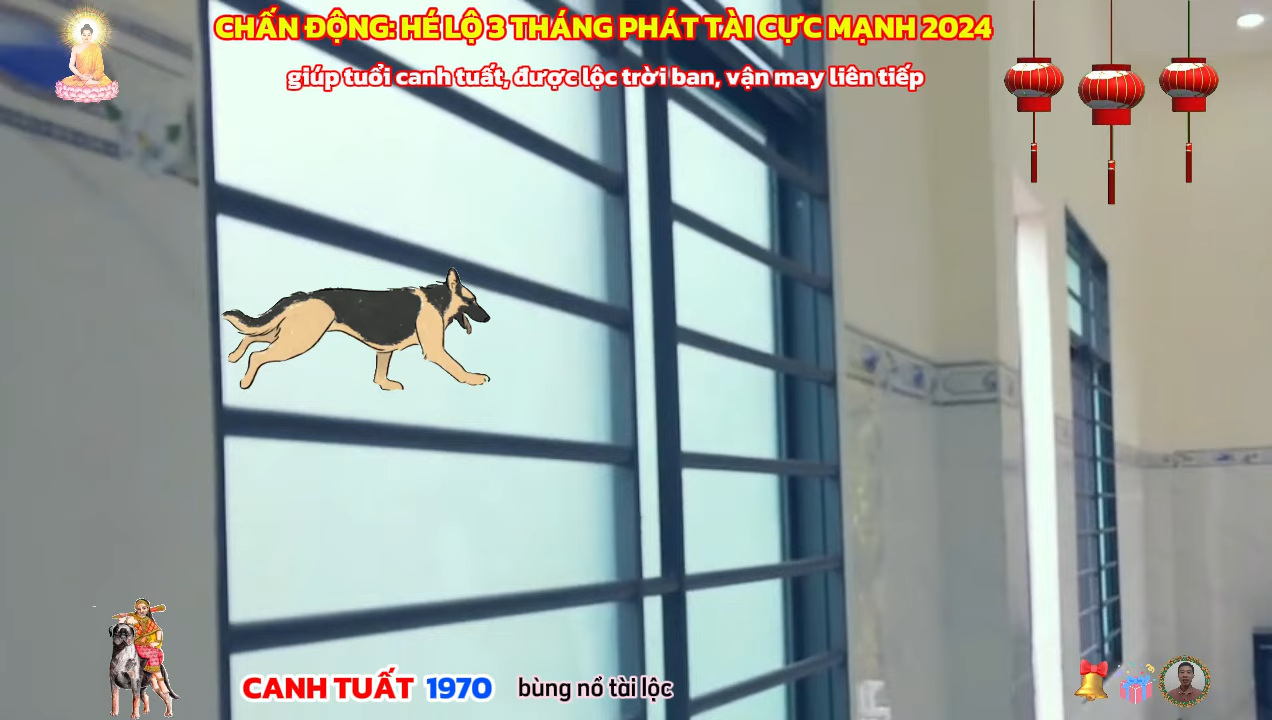 CHẤN ĐỘNG: HÉ LỘ 3 THÁNG PHÁT TÀI CỰC MẠNH 2024
giúp tuổi canh tuất, được lộc trời ban, vận may liên tiếp
CANH TUẤT 1970 bùng nổ tài lộc